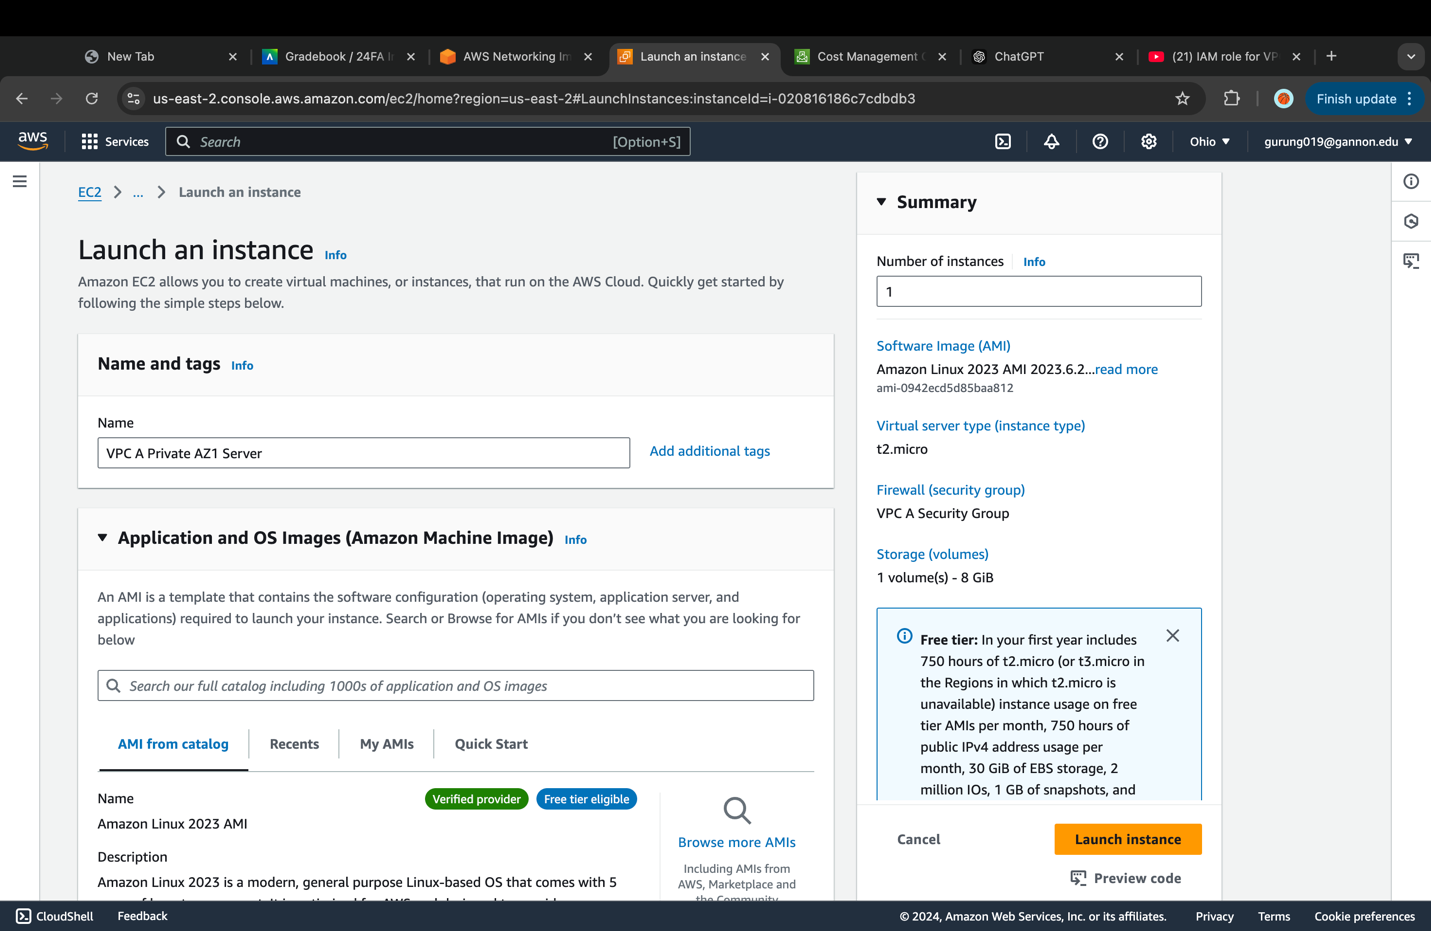 New Tab
Gradebook / 24FA I
AWS Networking Im
Launch an instance
Cost Management C
ChatGPT
(21) IAM role for VP
us-east-2.console.aws.amazon.com/ec2/home?region=us-east-2#LaunchInstances:instanceId=i-020816186c7cdbdb3
Finish update
aws
Services
Search
[Option+S]
Ohio
gurung019@gannon.edu
EC2
...
Launch an instance
Launch an instance Info
Amazon EC2 allows you to create virtual machines, or instances, that run on the AWS Cloud. Quickly get started by
following the simple steps below.
Name and tags Info
Name
VPC A Private AZ1 Server
Add additional tags
Application and OS Images (Amazon Machine Image) Info
An AMI is a template that contains the software configuration (operating system, application server, and
applications) required to launch your instance. Search or Browse for AMIs if you don't see what you are looking for
below
Search our full catalog including 1000s of application and OS images
AMI from catalog
Recents
My AMIs
Quick Start
Name
Verified provider
Free tier eligible
Amazon Linux 2023 AMI
Description
Amazon Linux 2023 is a modern, general purpose Linux-based OS that comes with 5
Browse more AMIs
Including AMIs from
AWS, Marketplace and
the Community
Summary
Number of instances Info
1
Software Image (AMI)
Amazon Linux 2023 AMI 2023.6.2...read more
ami-0942ecd5d85baa812
Virtual server type (instance type)
t2.micro
Firewall (security group)
VPC A Security Group
Storage (volumes)
1 volume(s) - 8 GiB
Free tier: In your first year includes
750 hours of t2.micro (or t3.micro in
the Regions in which t2.micro is
unavailable) instance usage on free
tier AMIs per month, 750 hours of
public IPv4 address usage per
month, 30 GiB of EBS storage, 2
million IOs, 1 GB of snapshots, and
Cancel
Launch instance
Preview code
CloudShell
Feedback
© 2024, Amazon Web Services, Inc. or its affiliates.
Privacy
Terms
Cookie preferences